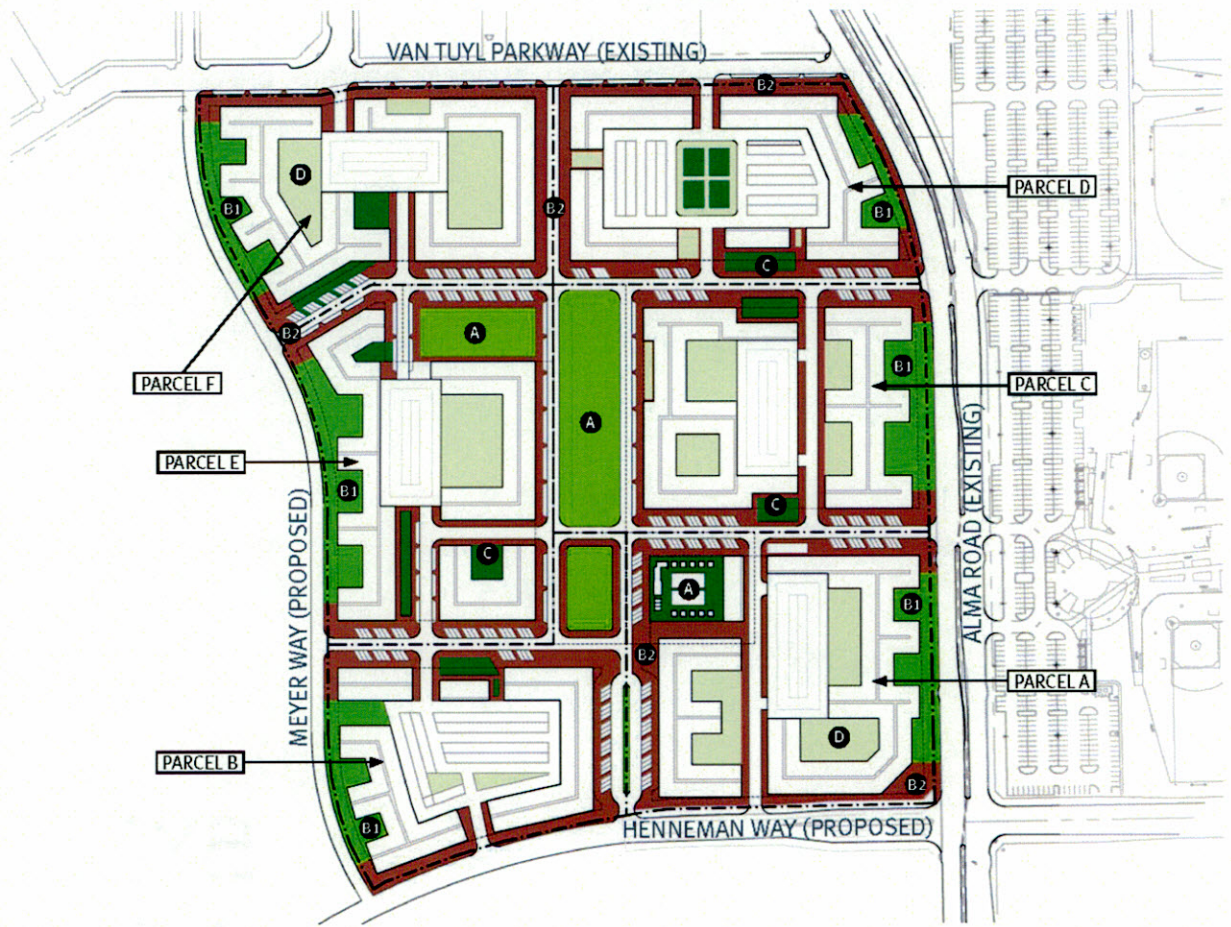 VAN TUYL PARKWAY (EXISTING)
B2
D
B2
B1
B1
PARCEL D
C
B2
A
PARCEL F
A
B1
PARCEL C
PARCEL E
B1
C
C
A
B1
MEYER WAY (PROPOSED)
ALMA ROAD (EXISTING)
B2
PARCEL A
D
PARCEL B
B2
B1
HENNEMAN WAY (PROPOSED)